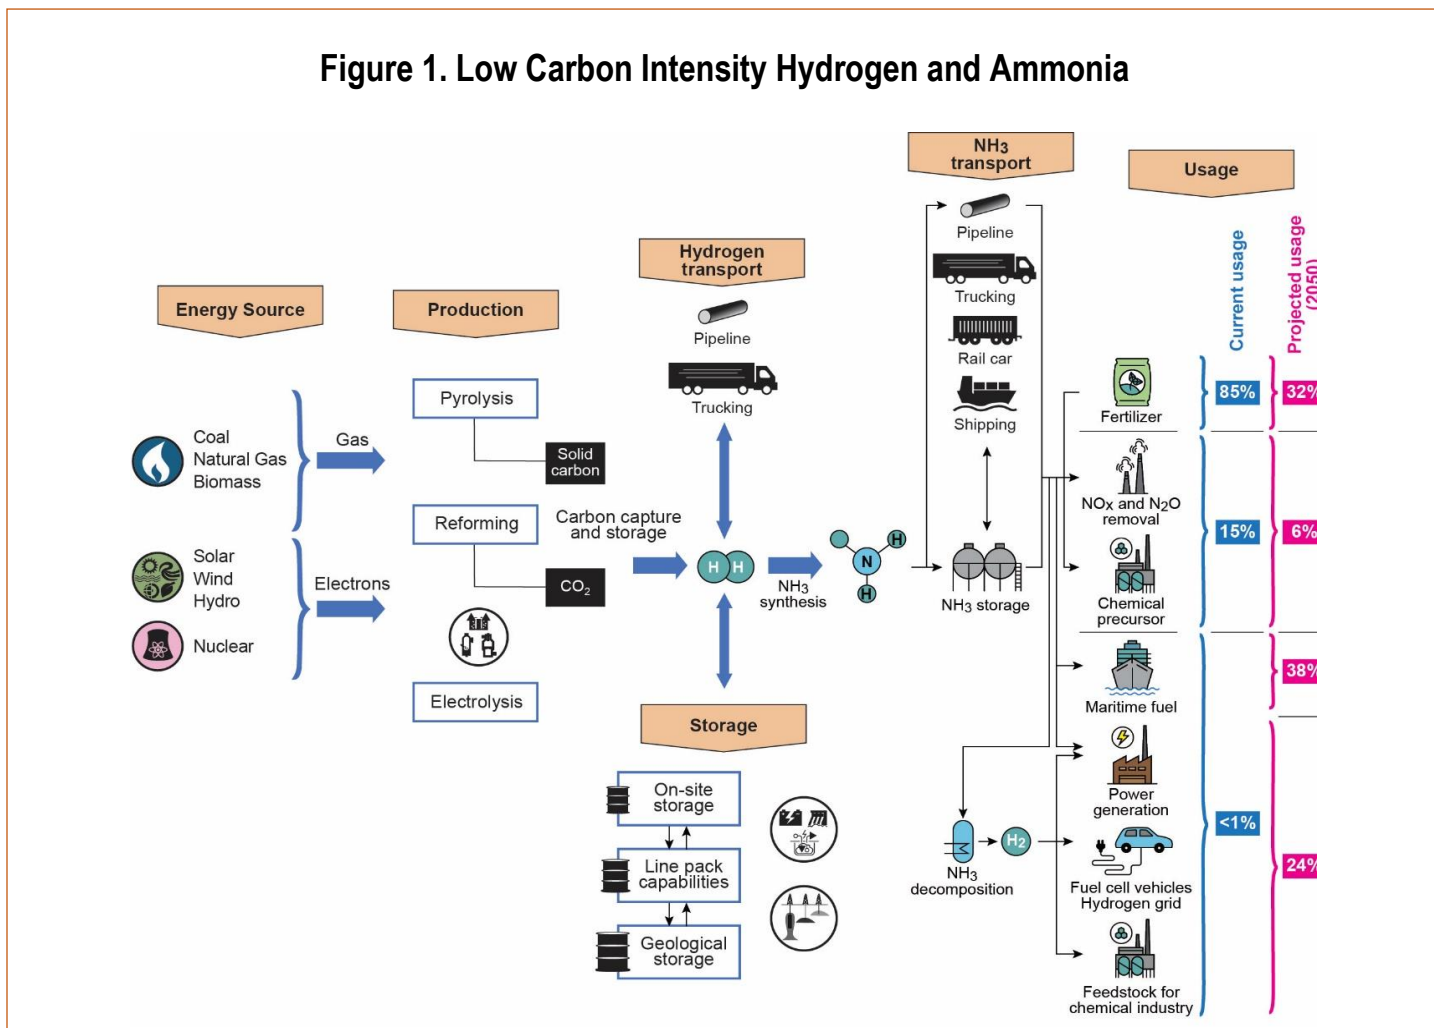 Figure 1. Low Carbon Intensity Hydrogen and Ammonia
Energy Source
Coal
Natural Gas
Biomass
Solar
Wind
Hydro
Nuclear
Gas
Electrons
Production
Pyrolysis
Solid
carbon
Reforming
CO₂
Electrolysis
Carbon capture
and storage
Hydrogen
transport
Pipeline
Trucking
H H
NH3
synthesis
N
H
H
Storage
On-site
storage
Line pack
capabilities
Geological
storage
NH3
transport
Pipeline
Trucking
Rail car
Shipping
NH3 storage
NH3
decomposition
H2
Usage
Current usage
Projected usage
(2050)
Fertilizer
85%
32%
NOx and N2O
removal
15%
6%
Chemical
precursor
Maritime fuel
38%
Power
generation
<1%
Fuel cell vehicles
Hydrogen grid
24%
Feedstock for
chemical industry